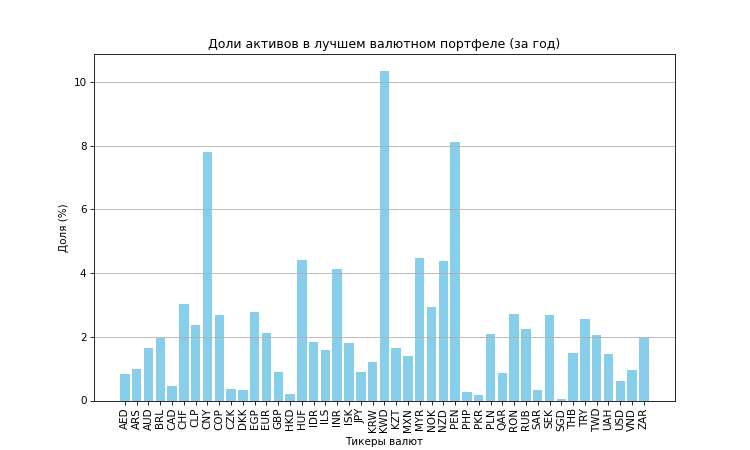 Доли активов в лучшем валютном портфеле (за год)
Доля (%)
10
8
6
4
2
0
AED ARS AUD BRL CAD CHF CLP CNY COP CZK DKK EGP EUR GBP HKD HUF IDR ILS INR ISK JPY KRW KWD KZT MXN MYR NOK NZD PEN PHP PKR PLN QAR RON RUB SAR SEK SGD THB TRY TWD UAH USD VND ZAR
Тикеры валют